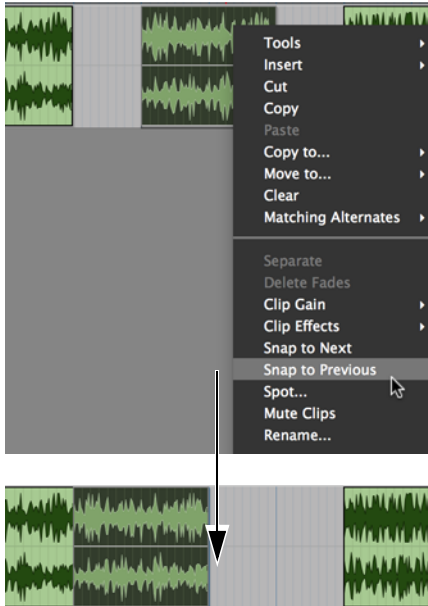 Tools
Insert
Cut
Copy
Paste
Copy to...
Move to...
Clear
Matching Alternates
Separate
Delete Fades
Clip Gain
Clip Effects
Snap to Next
Snap to Previous
Spot...
Mute Clips
Rename...